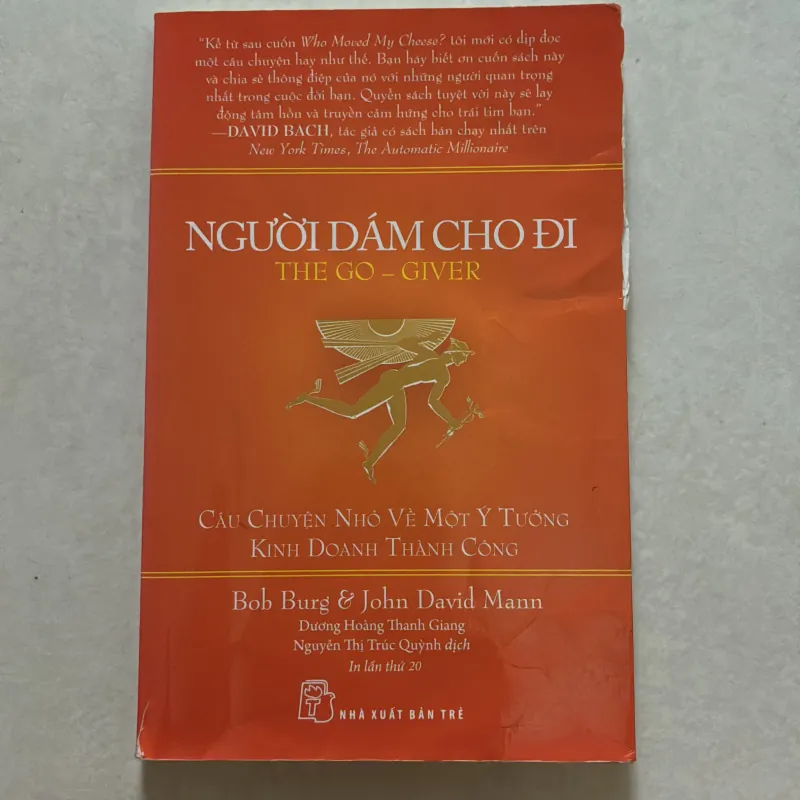 "Kể từ sau cuốn Who Moved My Cheese? tôi mới có dịp đọc
một câu chuyện hay như thế. Bạn hãy biết ơn cuốn sách này
và chia sẻ thông điệp của nó với những người quan trọng
nhất trong cuộc đời bạn. Quyển sách tuyệt vời này sẽ lay
động tâm hồn và truyền cảm hứng cho trái tim bạn."
—DAVID BACH, tác giả có sách bán chạy nhất trên
New York Times, The Automatic Millionaire
NGƯỜI DÁM CHO ĐI
THE GO – GIVER
CÂU CHUYỆN NHỎ VỀ MỘT Ý TƯỞNG
KINH DOANH THÀNH CÔNG
Bob Burg & John David Mann
Dương Hoàng Thanh Giang
Nguyễn Thị Trúc Quỳnh dịch
In lần thứ 20
T
NHÀ XUẤT BẢN TRẺ